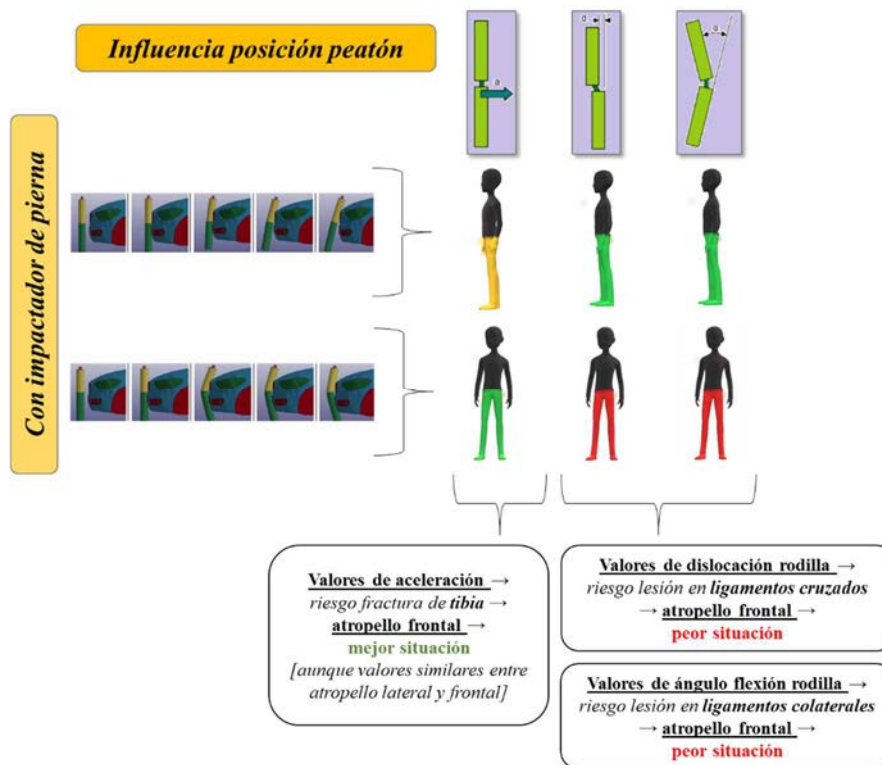 Influencia posición peatón
Con impactador de pierna
a
α
Valores de aceleración →
riesgo fractura de tibia →
atropello frontal →
mejor situación
[aunque valores similares entre
atropello lateral y frontal]
Valores de dislocación rodilla →
riesgo lesión en ligamentos cruzados
→ atropello frontal →
peor situación
Valores de ángulo flexión rodilla →
riesgo lesión en ligamentos colaterales
→ atropello frontal →
peor situación